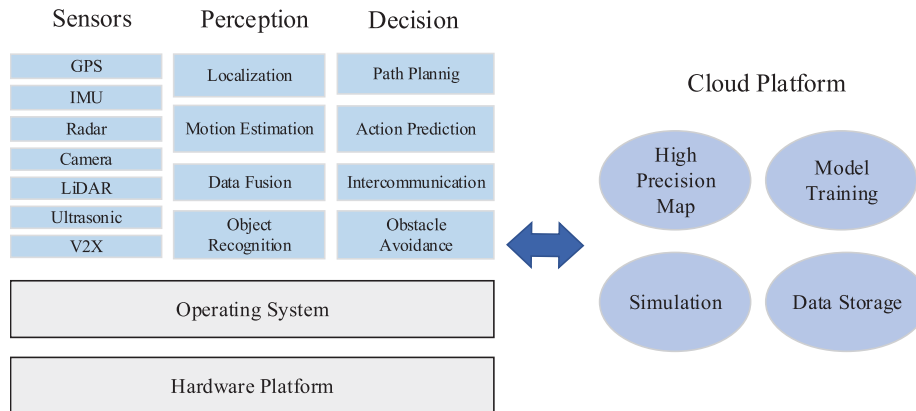 Sensors
GPS
IMU
Radar
Camera
LiDAR
Ultrasonic
V2X
Perception
Localization
Motion Estimation
Data Fusion
Object
Recognition
Decision
Path Plannig
Action Prediction
Intercommunication
Obstacle
Avoidance
Operating System
Hardware Platform
Cloud Platform
High
Precision
Map
Model
Training
Simulation
Data Storage